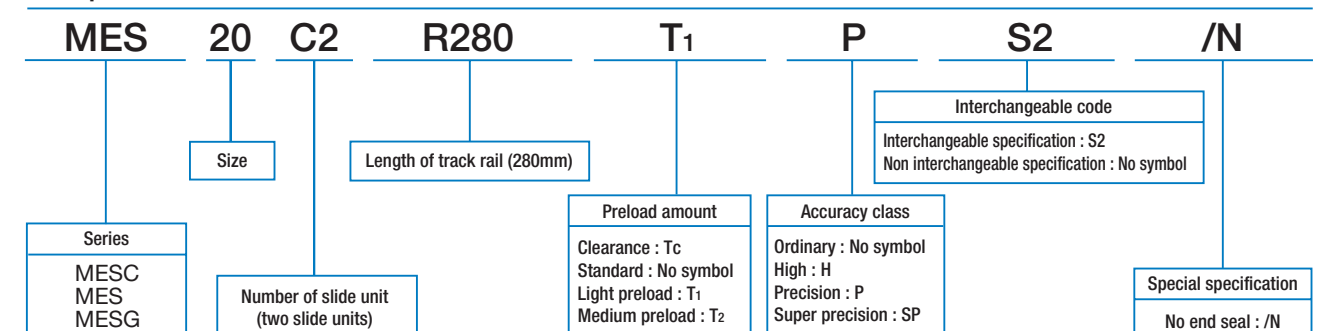 MES 20 C2 R280 T1 P S2 /N
Interchangeable code
Interchangeable specification : S2
Non interchangeable specification : No symbol
Size
Length of track rail (280mm)
Preload amount
Clearance : Tc
Standard : No symbol
Light preload : T1
Medium preload : T2
Accuracy class
Ordinary : No symbol
High : H
Precision : P
Super precision : SP
Series
MESC
MES
MESG
Number of slide unit
(two slide units)
Special specification
No end seal : /N